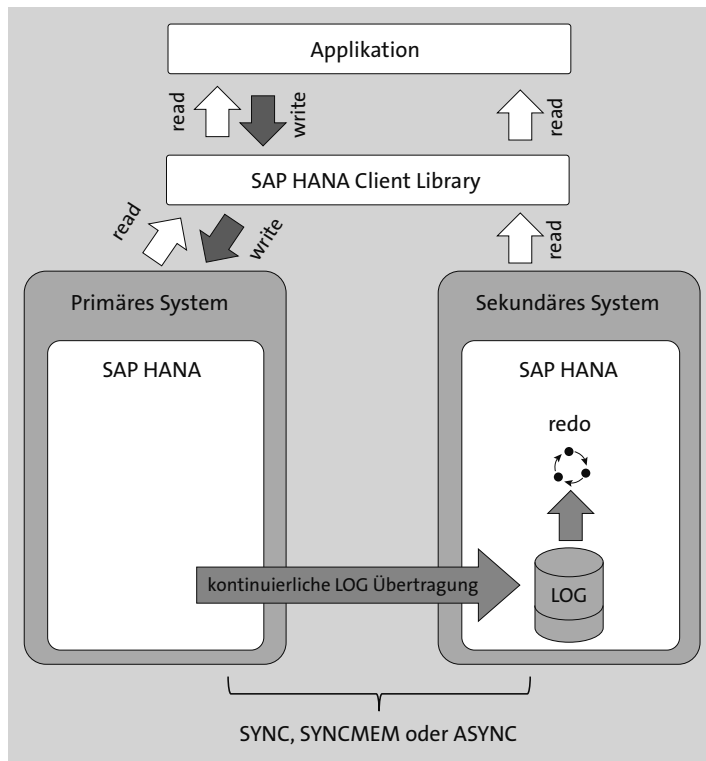 Applikation
read
write
read
SAP HANA Client Library
read
write
read
Primäres System
Sekundäres System
SAP HANA
SAP HANA
redo
kontinuierliche LOG Übertragung
LOG
SYNC, SYNCMEM oder ASYNC